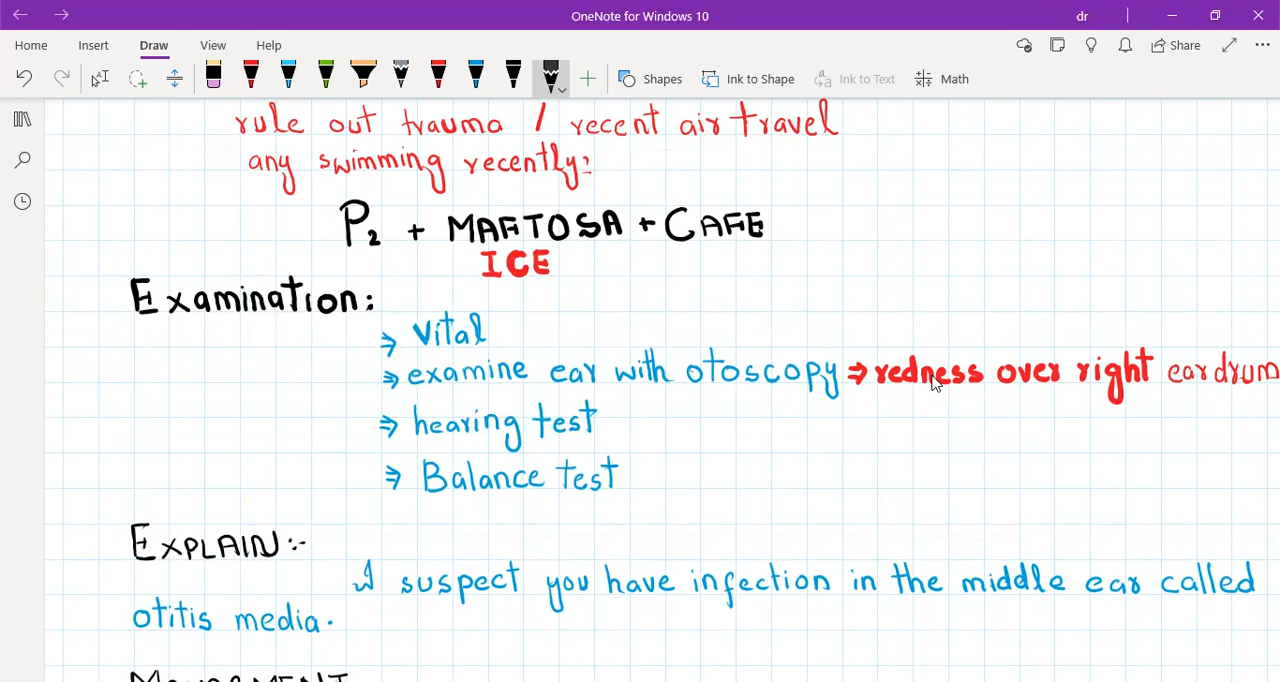 OneNote for Windows 10
dr
Home Insert Draw View Help
Share
Shapes Ink to Shape Ink to Text Math
rule out trauma / recent air travel
any swimming recently:
P2 + MAFTOSA + CAFE
ICE
Examination:
⇒ Vital
⇒ examine ear with otoscopy ⇒ redness over right eardrum
⇒ hearing test
⇒ Balance test
EXPLAIN :-
I suspect you have infection in the middle ear called
otitis media.